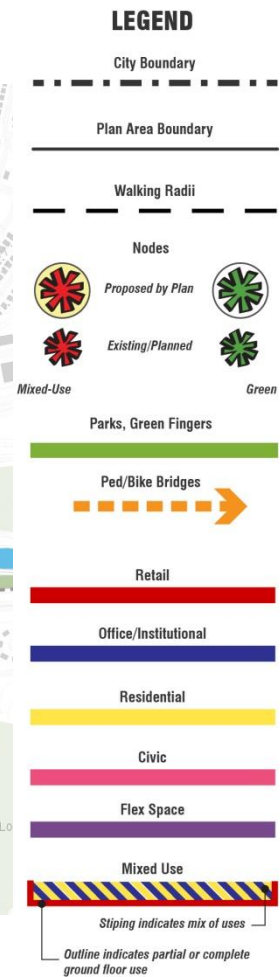 LEGEND
City Boundary
Plan Area Boundary
Walking Radii
Nodes
Proposed by Plan
Existing/Planned
Mixed-Use
Green
Parks, Green Fingers
Ped/Bike Bridges
Retail
Office/Institutional
Residential
Civic
Flex Space
Lo
Mixed Use
Stiping indicates mix of uses
Outline indicates partial or complete
ground floor use